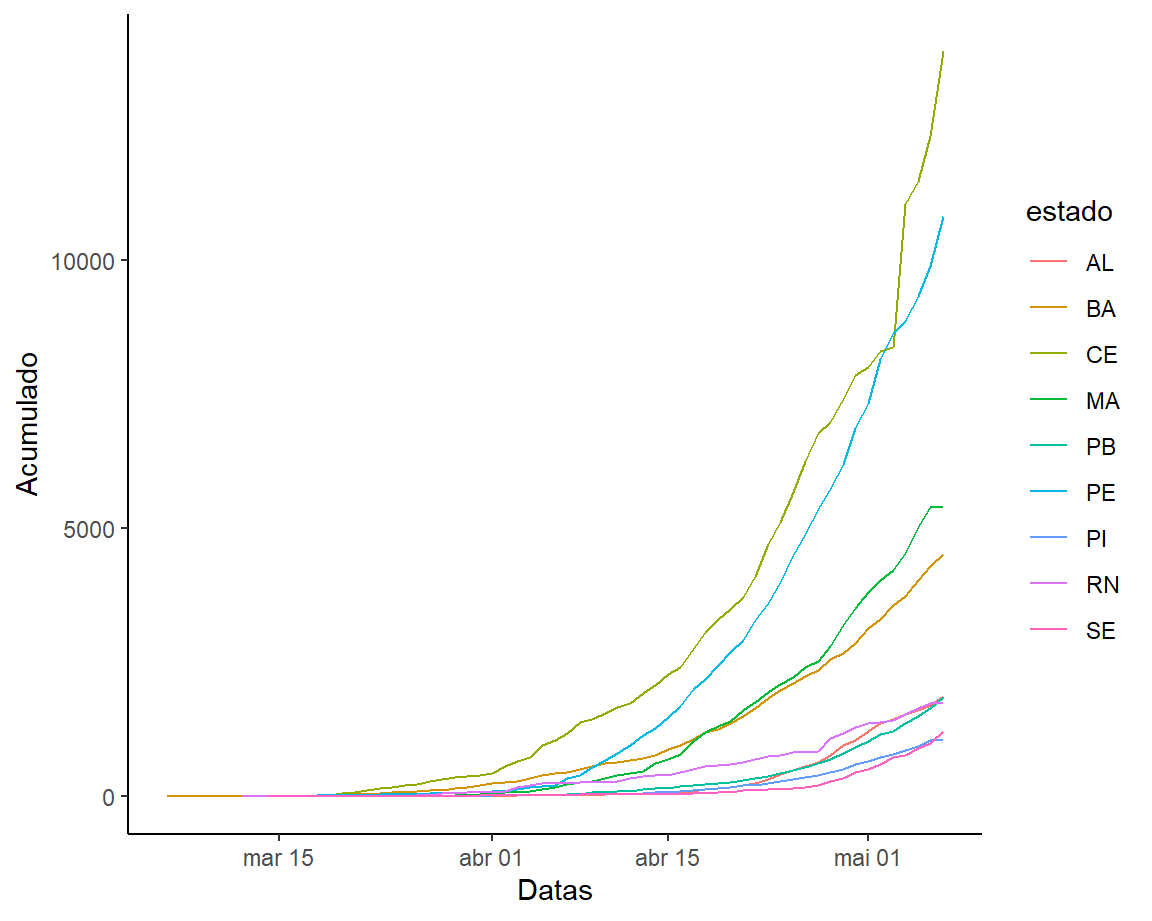 10000
5000
0
Acumulado
mar 15
abr 01
abr 15
mai 01
Datas
estado
AL
BA
CE
MA
PB
PE
PI
RN
SE